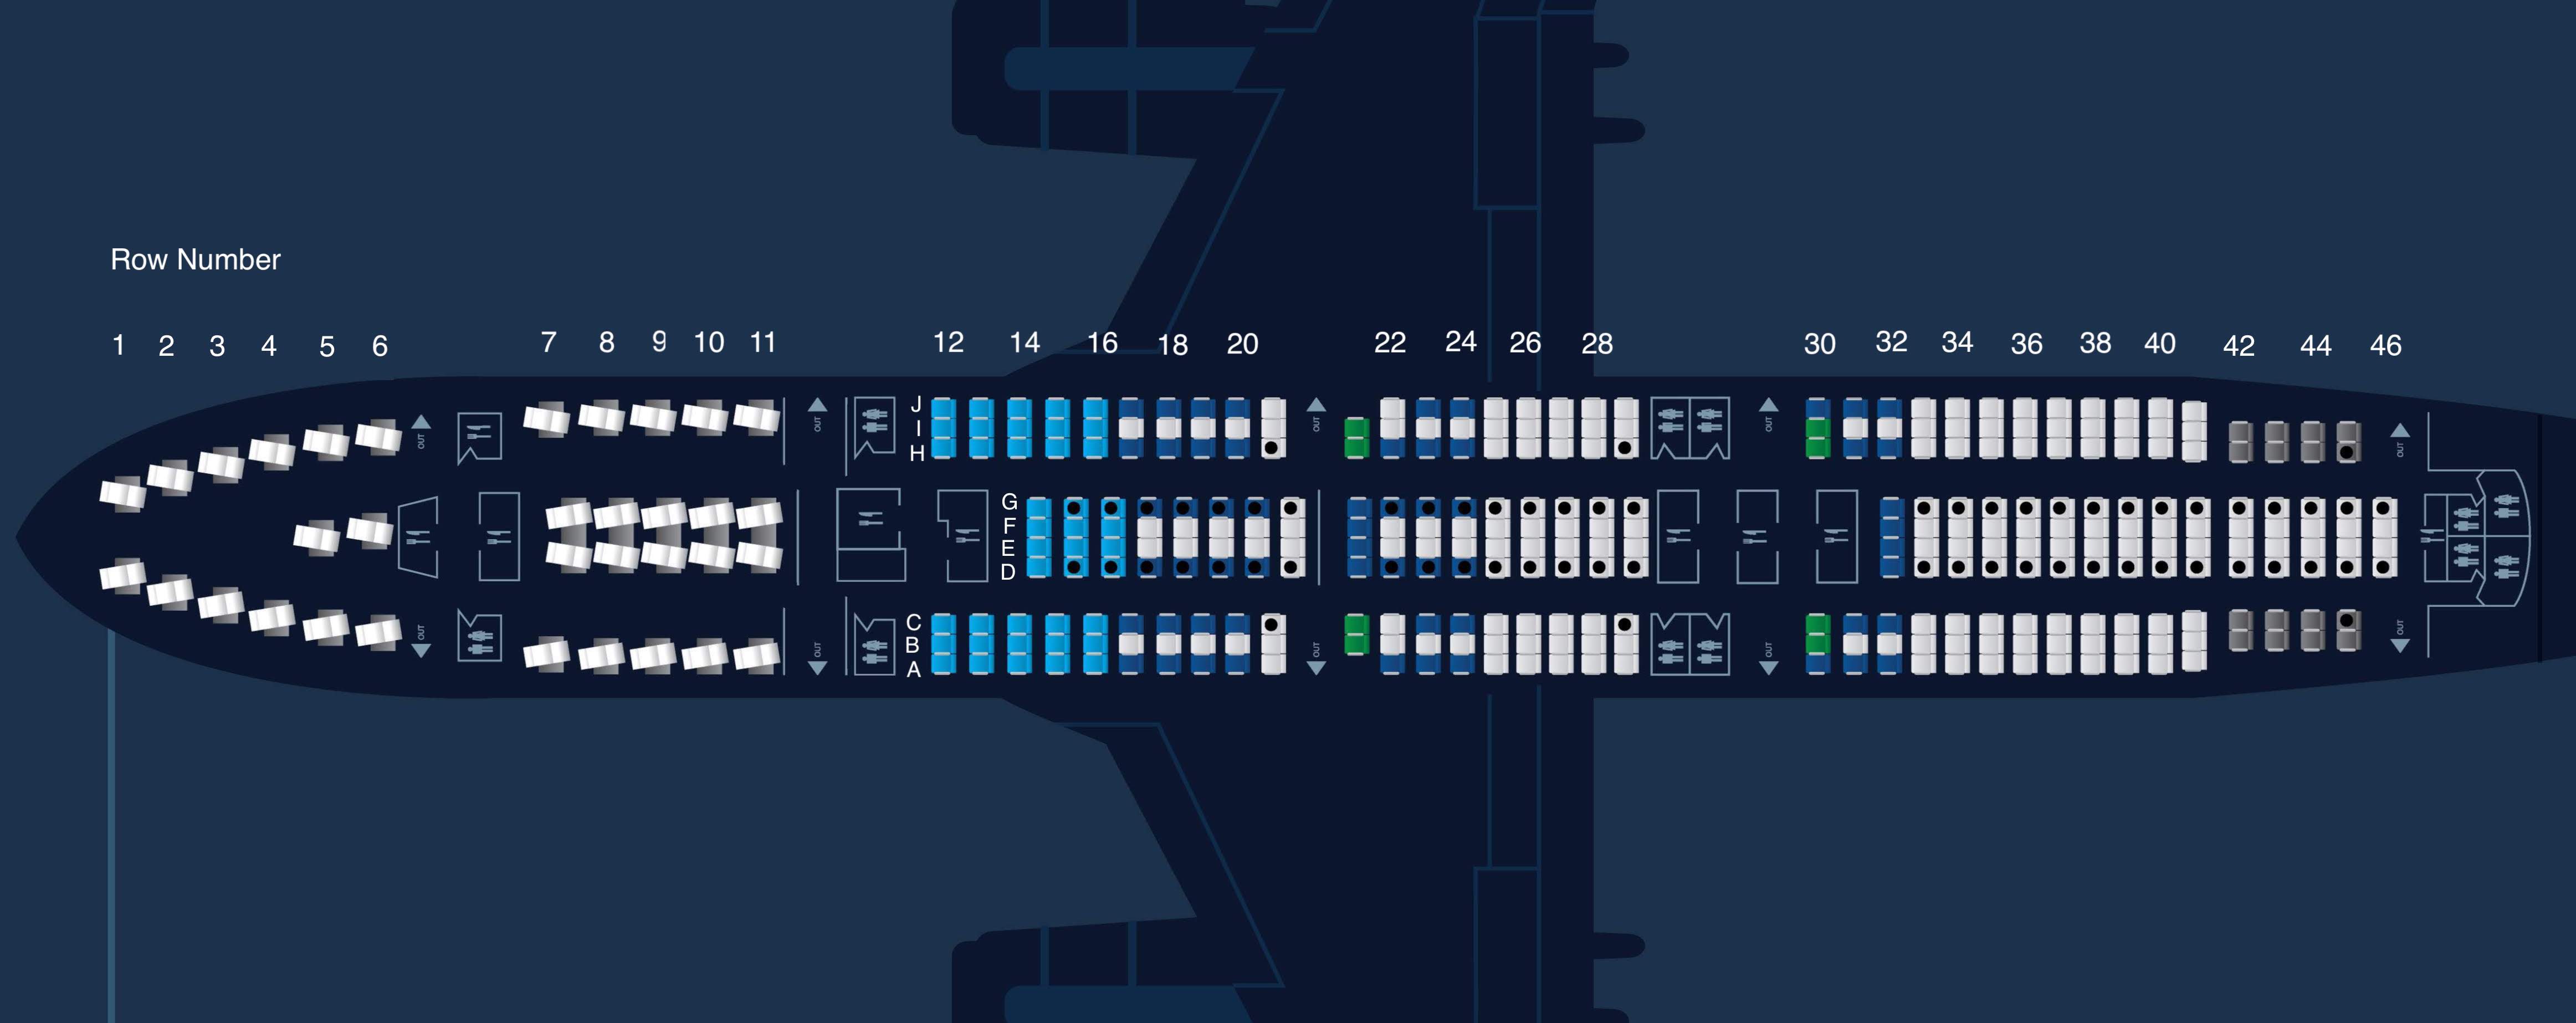 Row Number
1 2 3 4 5 6 7 8 9 10 11 12 14 16 18 20 22 24 26 28 30 32 34 36 38 40 42 44 46
OUT OUT OUT OUT OUT
J
I
H
G
F
E
D
C
B
A
OUT OUT OUT OUT OUT